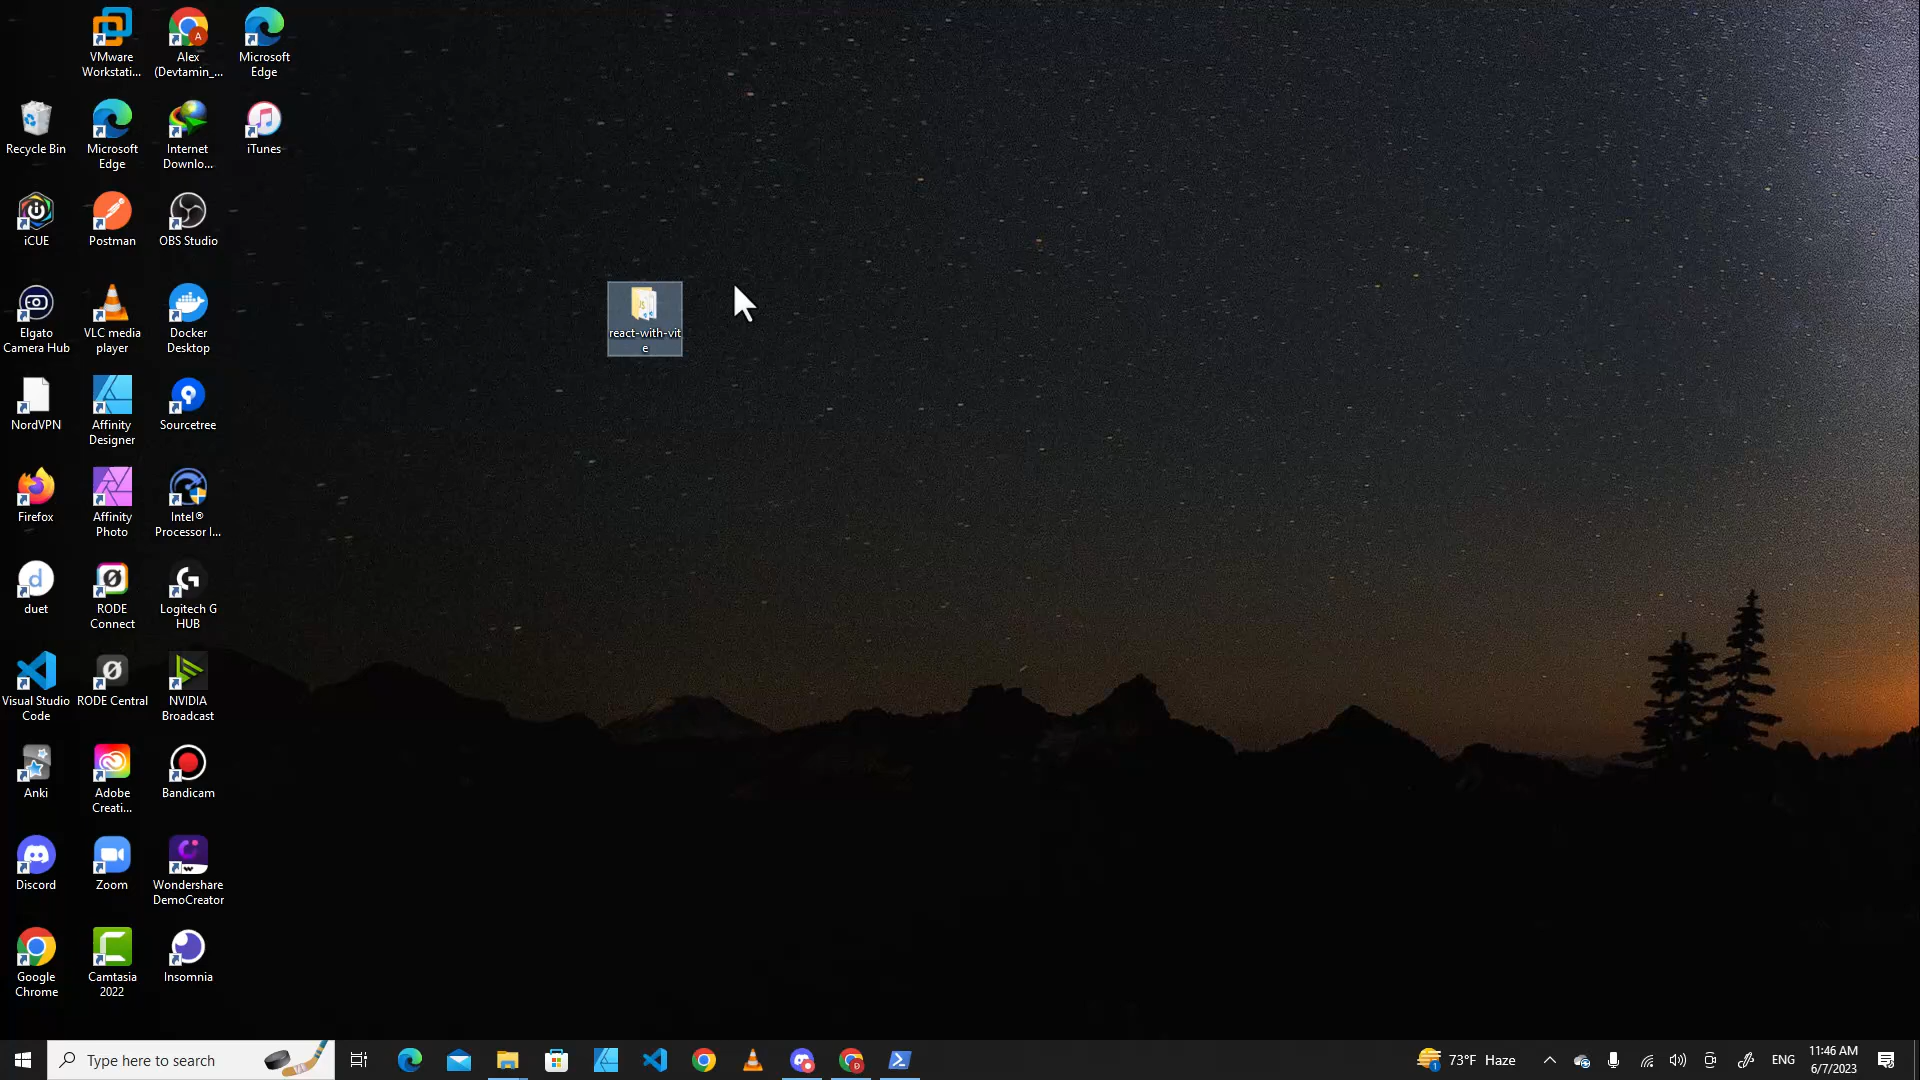 VMware
Workstati...
Alex
(Devtamin_...
Microsoft
Edge
Recycle Bin
Microsoft
Edge
Internet
Downlo...
iTunes
iCUE
Postman
OBS Studio
Elgato
Camera Hub
VLC media
player
Docker
Desktop
react-with-vit
e
NordVPN
Affinity
Designer
Sourcetree
Firefox
Affinity
Photo
Intel®
Processor I...
duet
RODE
Connect
Logitech G
HUB
Visual Studio
Code
RODE Central
NVIDIA
Broadcast
Anki
Adobe
Creati...
Bandicam
Discord
Zoom
Wondershare
DemoCreator
Google
Chrome
Camtasia
2022
Insomnia
Type here to search
73°F Haze
ENG
11:46 AM
6/7/2023